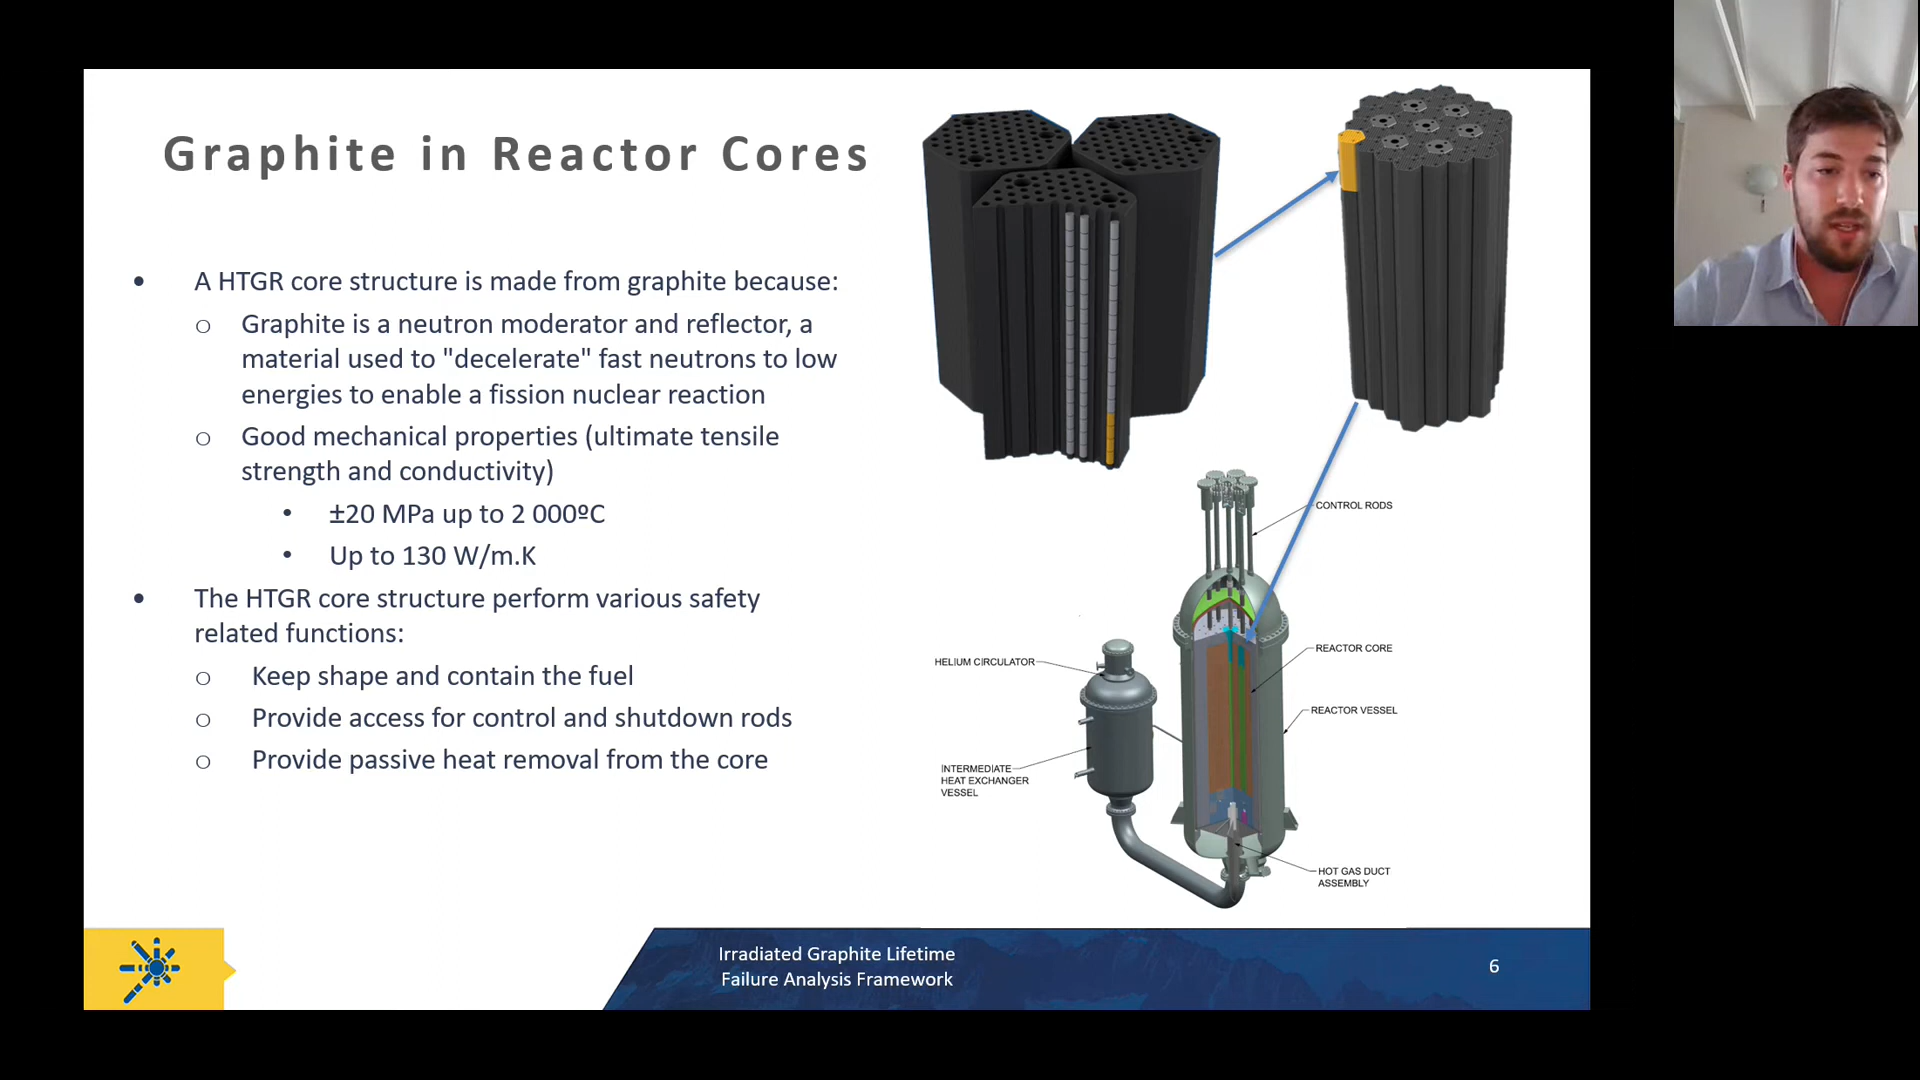 Graphite in Reactor Cores
• A HTGR core structure is made from graphite because:
o Graphite is a neutron moderator and reflector, a
material used to "decelerate" fast neutrons to low
energies to enable a fission nuclear reaction
o Good mechanical properties (ultimate tensile
strength and conductivity)
• ±20 MPa up to 2 000ºC
• Up to 130 W/m.K
• The HTGR core structure perform various safety
related functions:
o Keep shape and contain the fuel
o Provide access for control and shutdown rods
o Provide passive heat removal from the core
CONTROL RODS
REACTOR CORE
HELIUM CIRCULATOR
REACTOR VESSEL
INTERMEDIATE
HEAT EXCHANGER
VESSEL
HOT GAS DUCT
ASSEMBLY
Irradiated Graphite Lifetime
Failure Analysis Framework
6